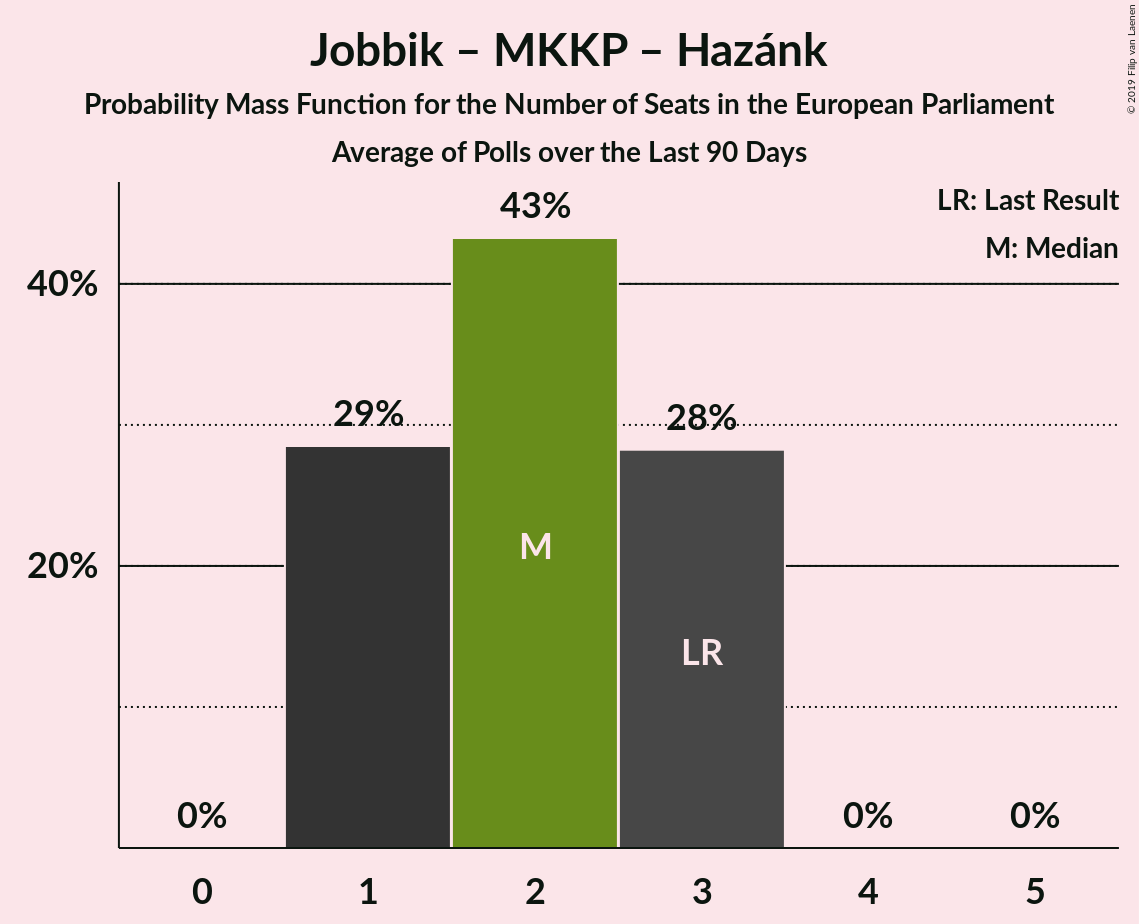 Jobbik – MKKP – Hazánk
Probability Mass Function for the Number of Seats in the European Parliament
Average of Polls over the Last 90 Days
© 2019 Filip van Laenen
LR: Last Result
M: Median
43%
40%
29%
28%
M
20%
LR
0%
0%
0%
0
1
2
3
4
5